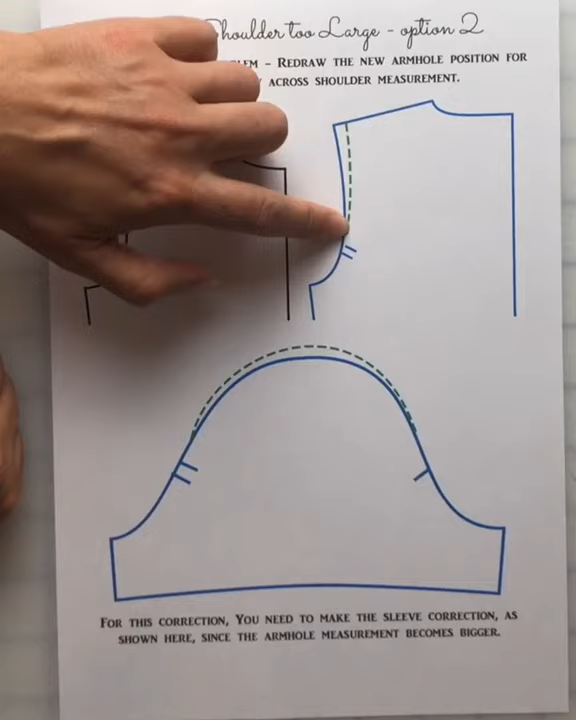 Shoulder too Large - option 2
- REDRAW THE NEW ARMHOLE POSITION FOR
ACROSS SHOULDER MEASUREMENT.
FOR THIS CORRECTION, YOU NEED TO MAKE THE SLEEVE CORRECTION, AS
SHOWN HERE, SINCE THE ARMHOLE MEASUREMENT BECOMES BIGGER.